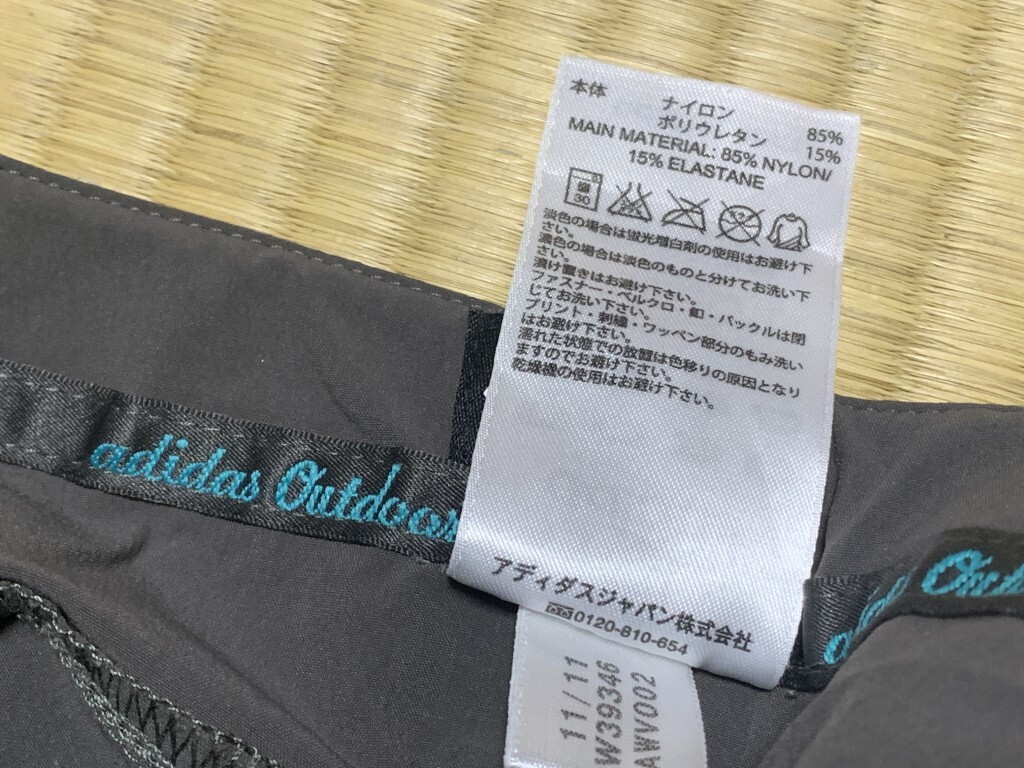 本体 ナイロン 85%
ポリウレタン 15%
MAIN MATERIAL: 85% NYLON/
15% ELASTANE
弱
30
淡色の場合は蛍光増白剤の使用はお避け下
さい。
濃色の場合は淡色のものと分けてお洗い下
さい。
漬け置きはお避け下さい。
ファスナー・ベルクロ・釦・バックルは閉
じてお洗い下さい。
プリント・刺繍・ワッペン部分のもみ洗い
はお避け下さい。
濡れた状態での放置は色移りの原因となり
ますのでお避け下さい。
乾燥機の使用はお避け下さい。
adidas Outdoor
アディダスジャパン株式会社
0120-810-654
11/11
W39346
AWV002
adidas Out